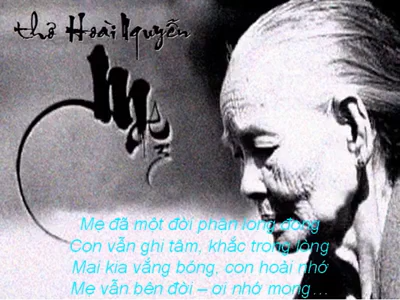 thơ Hoài Nguyễn
Mẹ đã một đời phận long đong
Con vẫn ghi tâm, khắc trong lòng
Mai kia vắng bóng, con hoài nhớ
Mẹ vẫn bên đời – ơi nhớ mong…